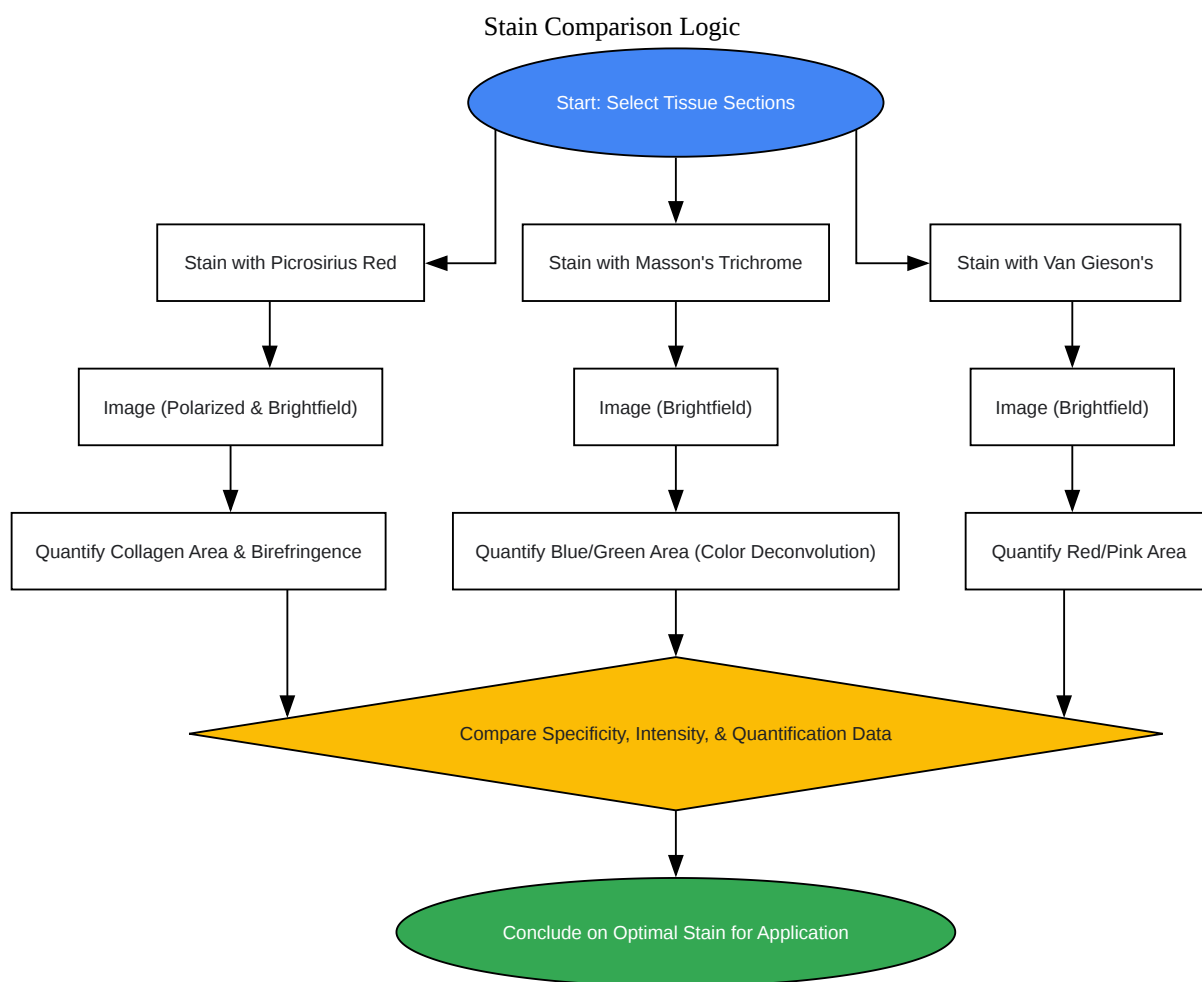 Stain Comparison Logic
Start: Select Tissue Sections
Stain with Picrosirius Red
Stain with Masson's Trichrome
Stain with Van Gieson's
Image (Polarized & Brightfield)
Image (Brightfield)
Image (Brightfield)
Quantify Collagen Area & Birefringence
Quantify Blue/Green Area (Color Deconvolution)
Quantify Red/Pink Area
Compare Specificity, Intensity, & Quantification Data
Conclude on Optimal Stain for Application